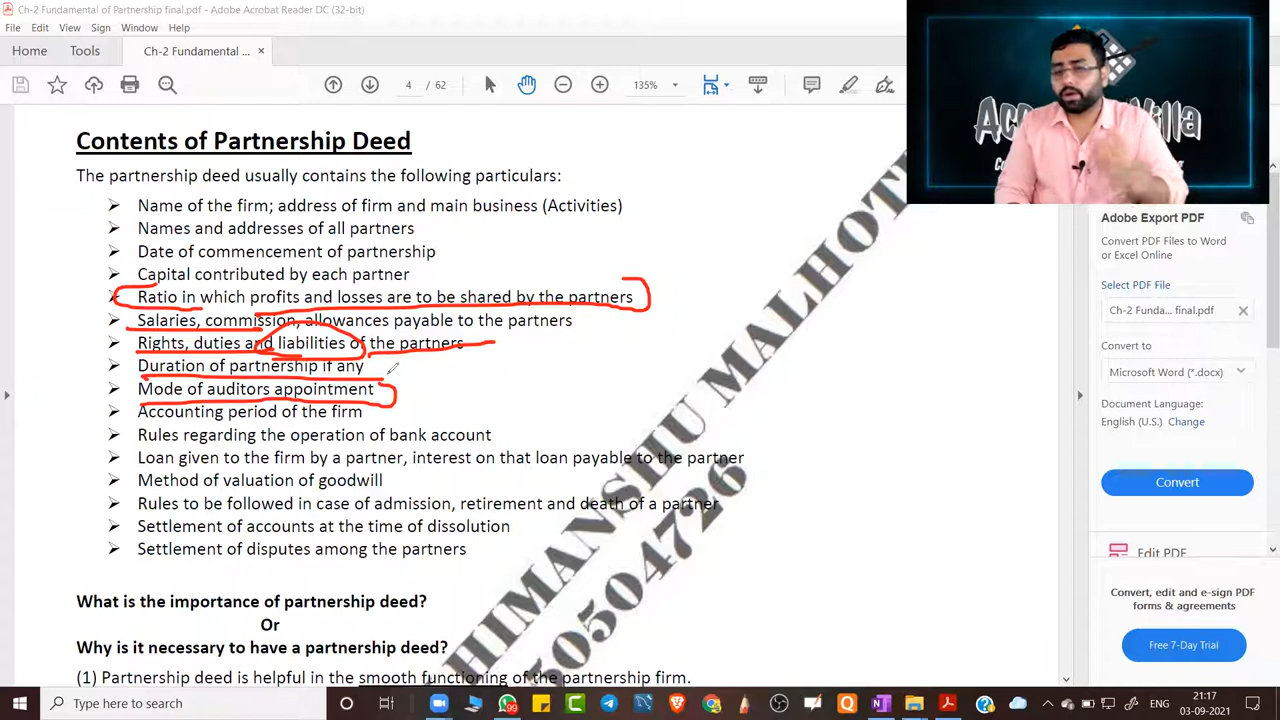 Ch-2 Fundamental of Partnership final.pdf - Adobe Acrobat Reader DC (32-bit)
File Edit View Sign Window Help
Home Tools Ch-2 Fundamental ... ×
4 / 62 135%
Contents of Partnership Deed
The partnership deed usually contains the following particulars:
Name of the firm; address of firm and main business (Activities)
Names and addresses of all partners
Date of commencement of partnership
Capital contributed by each partner
Ratio in which profits and losses are to be shared by the partners
Salaries, commission, allowances payable to the partners
Rights, duties and liabilities of the partners
Duration of partnership if any
Mode of auditors appointment
Accounting period of the firm
Rules regarding the operation of bank account
Loan given to the firm by a partner, interest on that loan payable to the partner
Method of valuation of goodwill
Rules to be followed in case of admission, retirement and death of a partner
Settlement of accounts at the time of dissolution
Settlement of disputes among the partners
What is the importance of partnership deed?
Or
Why is it necessary to have a partnership deed?
(1) Partnership deed is helpful in the smooth functioning of the partnership firm.
HIMANSHU MALHOT
505504726
Adobe Export PDF
Convert PDF Files to Word
or Excel Online
Select PDF File
Ch-2 Funda... final.pdf
Convert to
Microsoft Word (*.docx)
Document Language:
English (U.S.) Change
Convert
Edit PDF
Convert, edit and e-sign PDF
forms & agreements
Free 7-Day Trial
Type here to search
ENG
21:17
03-09-2021